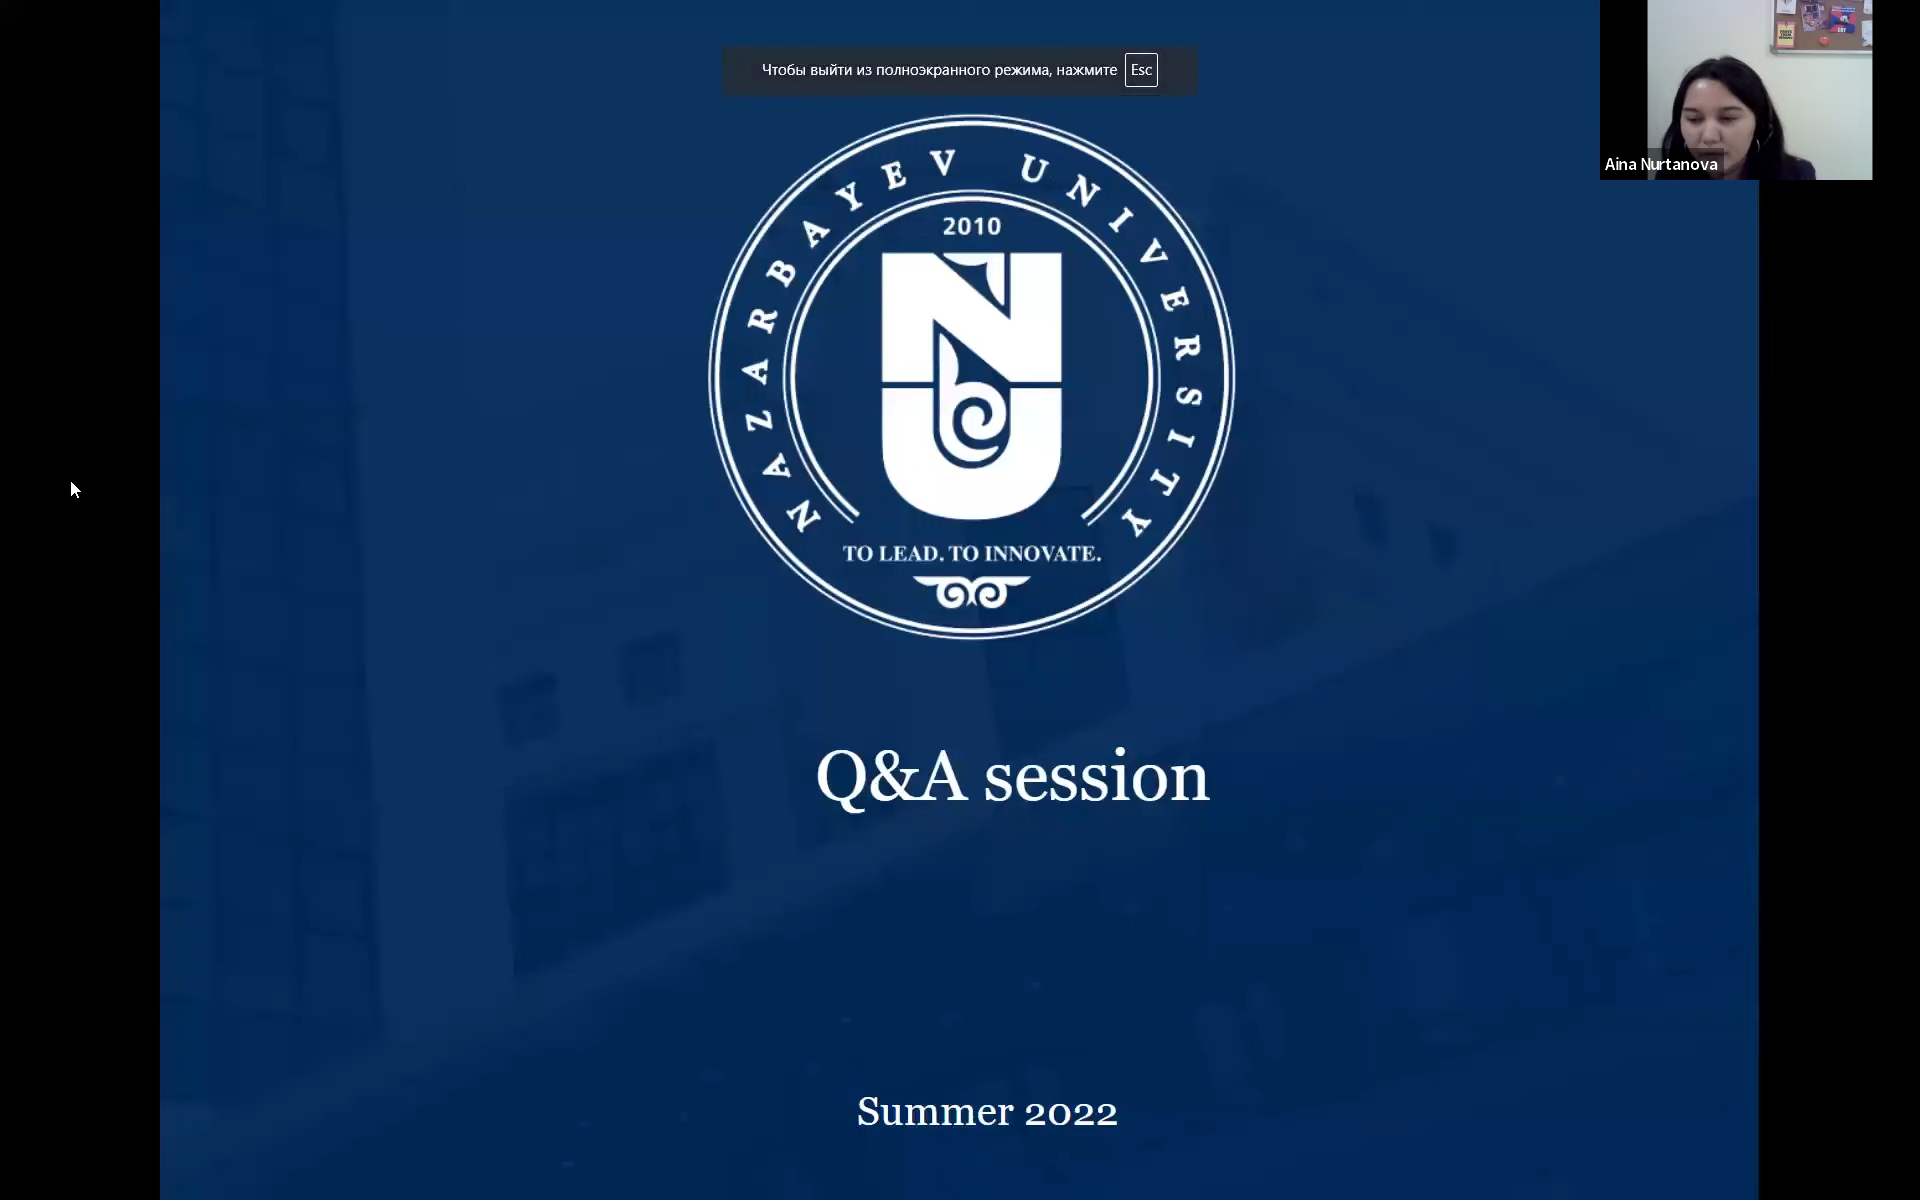 Чтобы выйти из полноэкранного режима, нажмите Esc
Aina Nurtanova
NAZARBAYEV UNIVERSITY
2010
NU
TO LEAD. TO INNOVATE.
Q&A session
Summer 2022